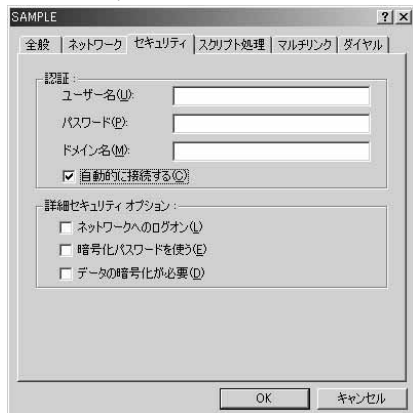 SAMPLE
全般 ネットワーク セキュリティ スクリプト処理 マルチリンク ダイヤル
認証:
ユーザー名(U):
パスワード(P):
ドメイン名(M):
自動的に接続する(C)
詳細セキュリティ オプション:
ネットワークへのログオン(L)
暗号化パスワードを使う(E)
データの暗号化が必要(D)
OK キャンセル